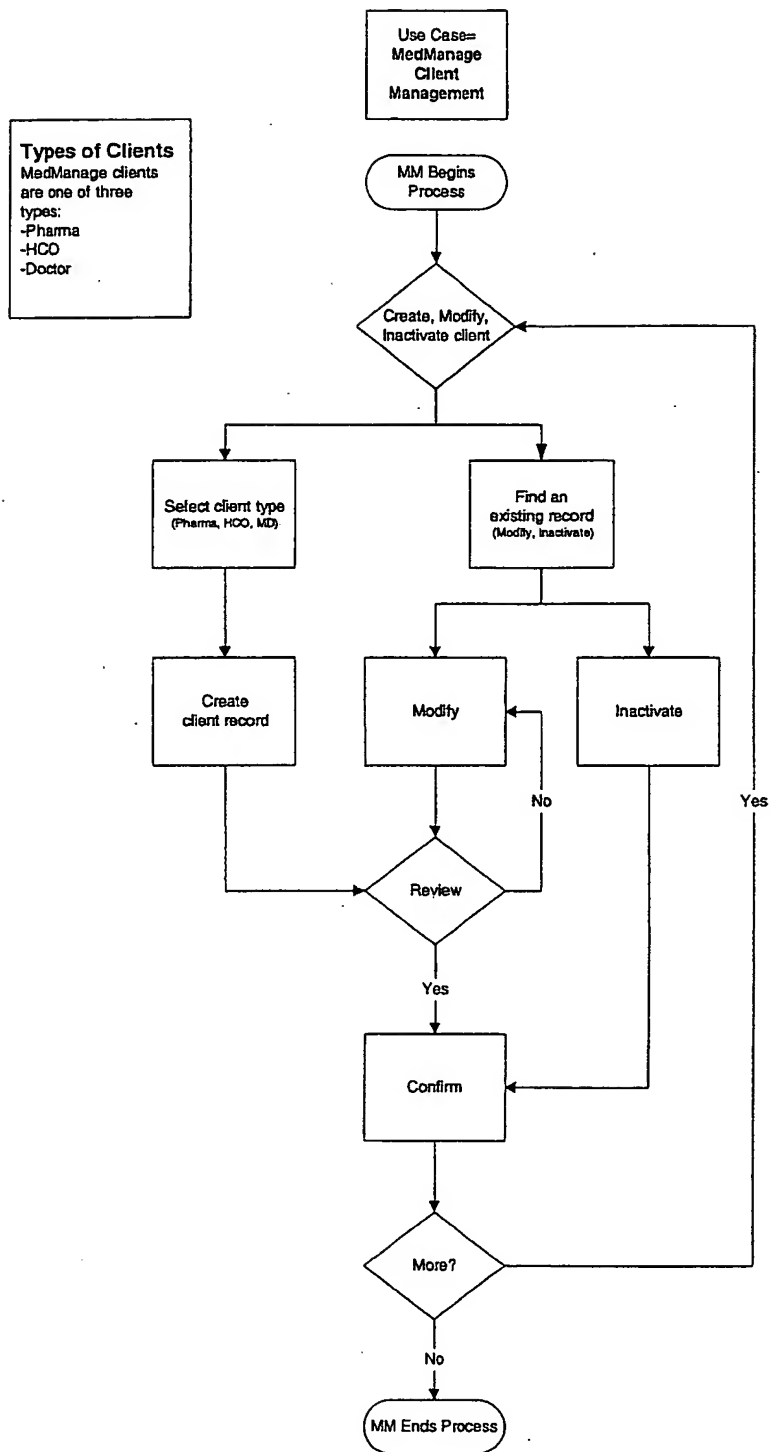 Use Case=
MedManage
Client
Management
Types of Clients
MedManage clients
are one of three
types:
-Pharma
-HCO
-Doctor
MM Begins
Process
Create, Modify,
Inactivate client
Select client type
(Pharma, HCO, MD)
Find an
existing record
(Modify, Inactivate)
Create
client record
Modify
Inactivate
No
Yes
Review
Yes
Confirm
More?
No
MM Ends Process